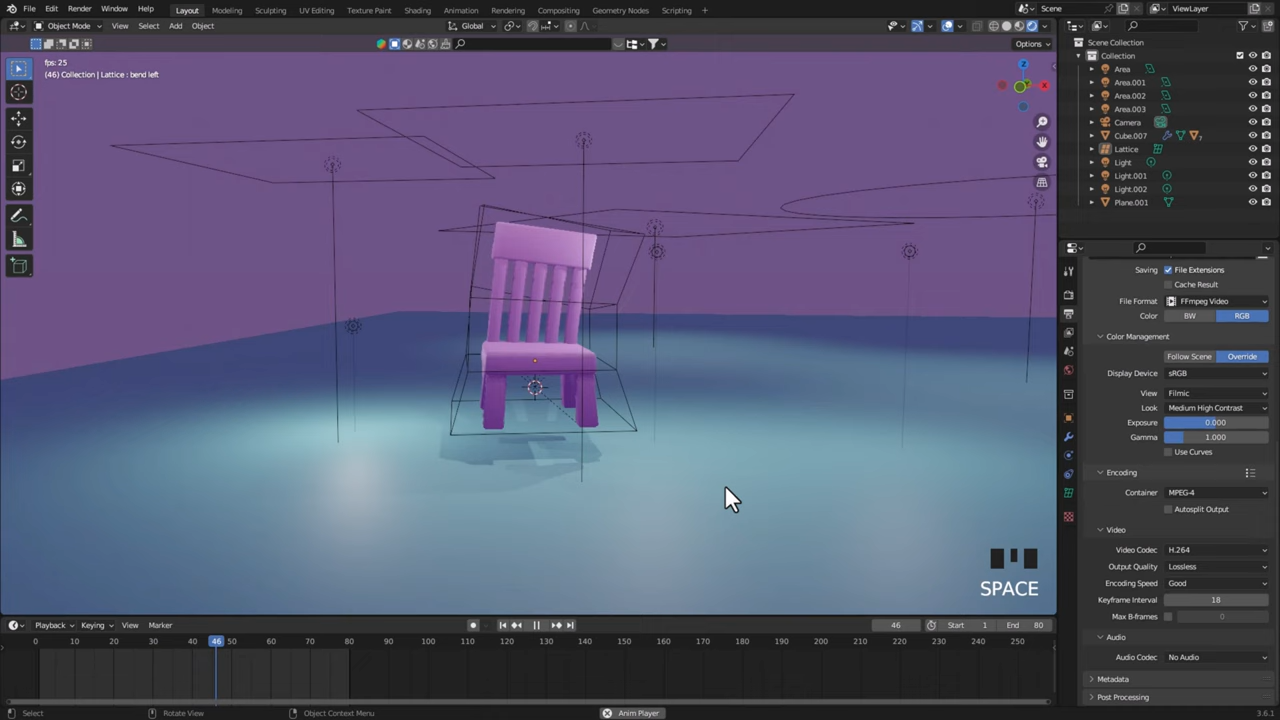 File Edit Render Window Help Layout Modeling Sculpting UV Editing Texture Paint Shading Animation Rendering Compositing Geometry Nodes Scripting + Scene ViewLayer
Object Mode View Select Add Object Global
Options
fps: 25
(46) Collection | Lattice : bend left
Z
X
SPACE
Scene Collection
Collection
Area
Area.001
Area.002
Area.003
Camera
Cube.007 7
Lattice
Light
Light.001
Light.002
Plane.001
Saving File Extensions
Cache Result
File Format FFmpeg Video
Color BW RGB
Color Management
Follow Scene Override
Display Device sRGB
View Filmic
Look Medium High Contrast
Exposure 0.000
Gamma 1.000
Use Curves
Encoding
Container MPEG-4
Autosplit Output
Video
Video Codec H.264
Output Quality Lossless
Encoding Speed Good
Keyframe Interval 18
Max B-frames 0
Audio
Audio Codec No Audio
Metadata
Post Processing
Playback Keying View Marker 46 Start 1 End 80
0 10 20 30 40 46 50 60 70 80 90 100 110 120 130 140 150 160 170 180 190 200 210 220 230 240 250
Select Rotate View Object Context Menu Anim Player 3.6.1